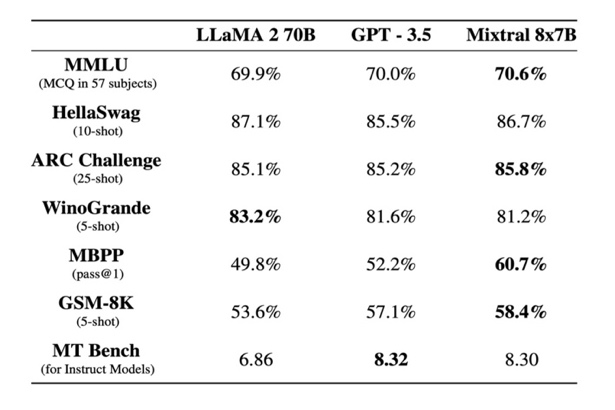 LLaMA 2 70B GPT - 3.5 Mixtral 8x7B
MMLU
(MCQ in 57 subjects) 69.9% 70.0% 70.6%
HellaSwag
(10-shot) 87.1% 85.5% 86.7%
ARC Challenge
(25-shot) 85.1% 85.2% 85.8%
WinoGrande
(5-shot) 83.2% 81.6% 81.2%
MBPP
(pass@1) 49.8% 52.2% 60.7%
GSM-8K
(5-shot) 53.6% 57.1% 58.4%
MT Bench
(for Instruct Models) 6.86 8.32 8.30